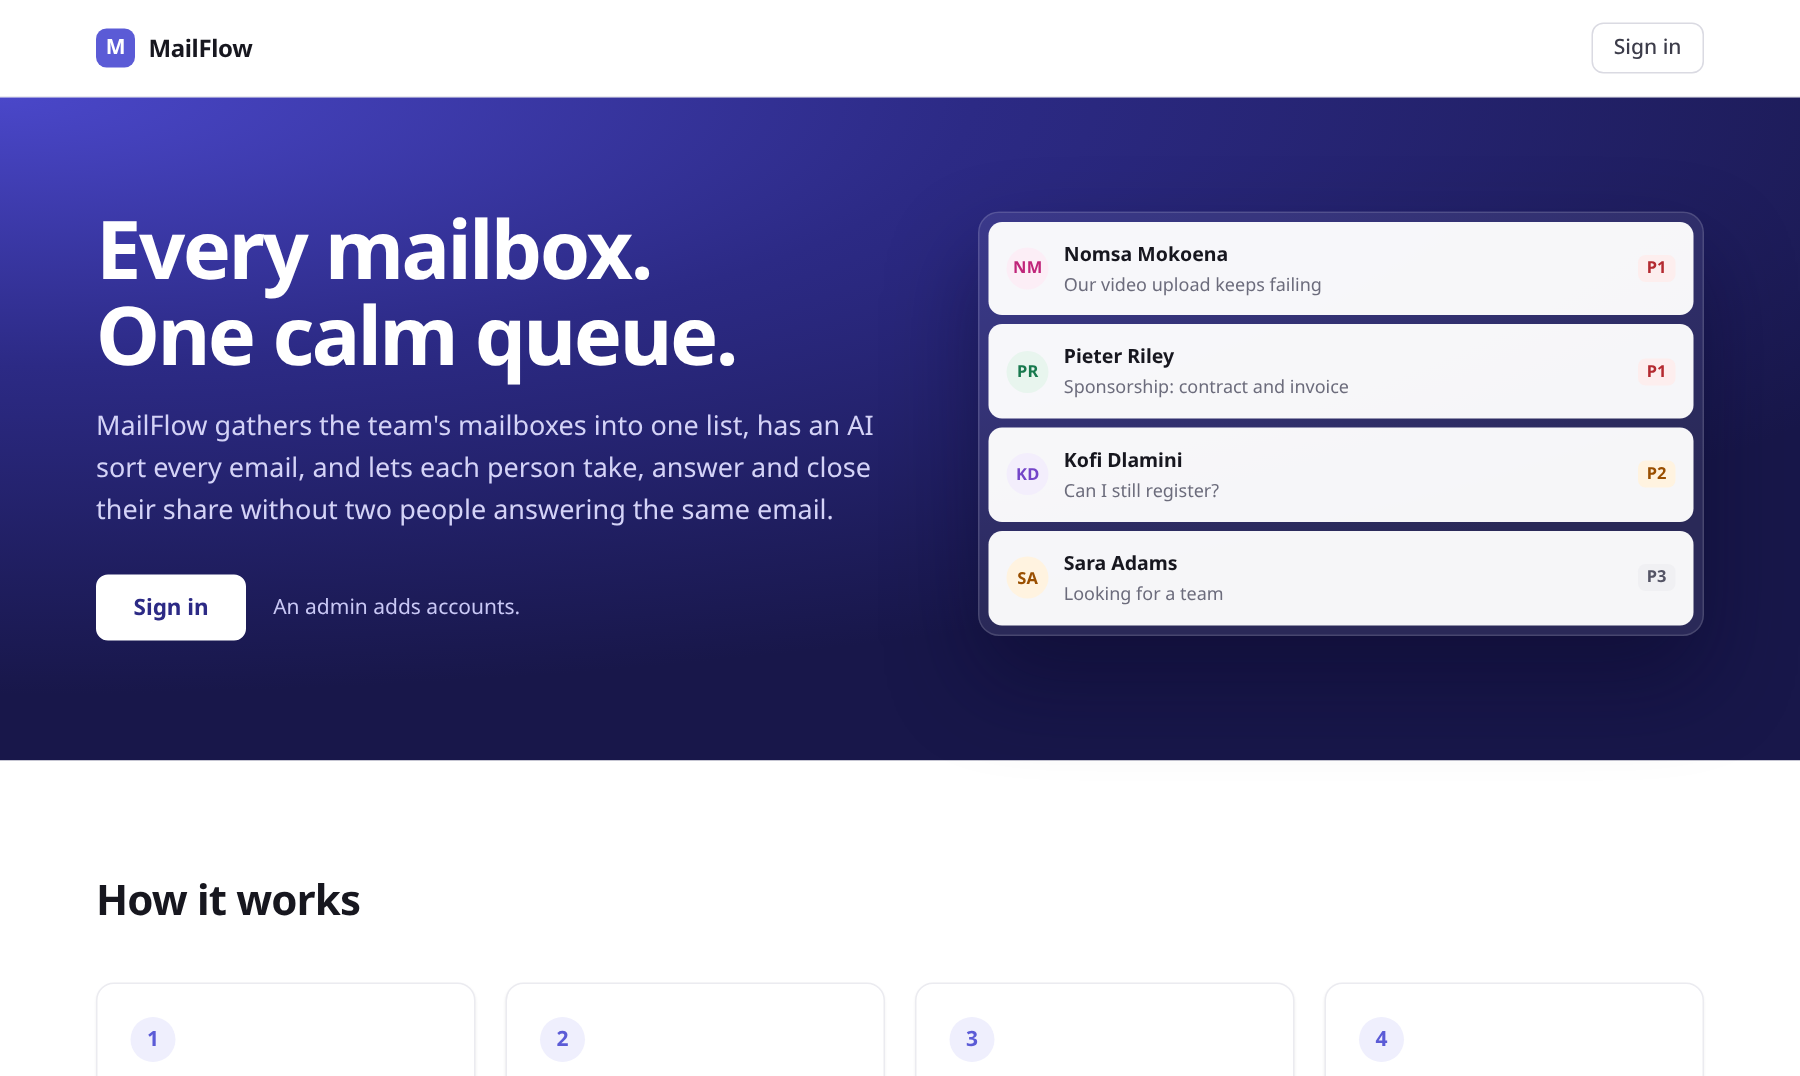 M MailFlow
Sign in
Every mailbox.
One calm queue.
MailFlow gathers the team's mailboxes into one list, has an AI
sort every email, and lets each person take, answer and close
their share without two people answering the same email.
Sign in
An admin adds accounts.
NM
Nomsa Mokoena
Our video upload keeps failing
P1
PR
Pieter Riley
Sponsorship: contract and invoice
P1
KD
Kofi Dlamini
Can I still register?
P2
SA
Sara Adams
Looking for a team
P3
How it works
1
2
3
4